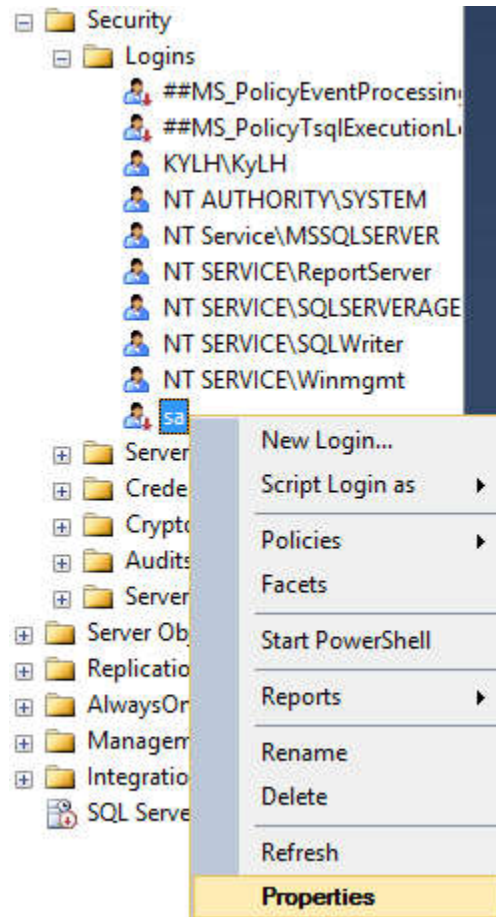 Security
Logins
##MS_PolicyEventProcessin
##MS_PolicyTsqlExecutionL
KYLH\KyLH
NT AUTHORITY\SYSTEM
NT Service\MSSQLSERVER
NT SERVICE\ReportServer
NT SERVICE\SQLSERVERAGE
NT SERVICE\SQLWriter
NT SERVICE\Winmgmt
sa
Server
Crede
Crypto
Audits
Server
Server Ob
Replicatio
AlwaysOn
Managem
Integratio
SQL Serve
New Login...
Script Login as
Policies
Facets
Start PowerShell
Reports
Rename
Delete
Refresh
Properties